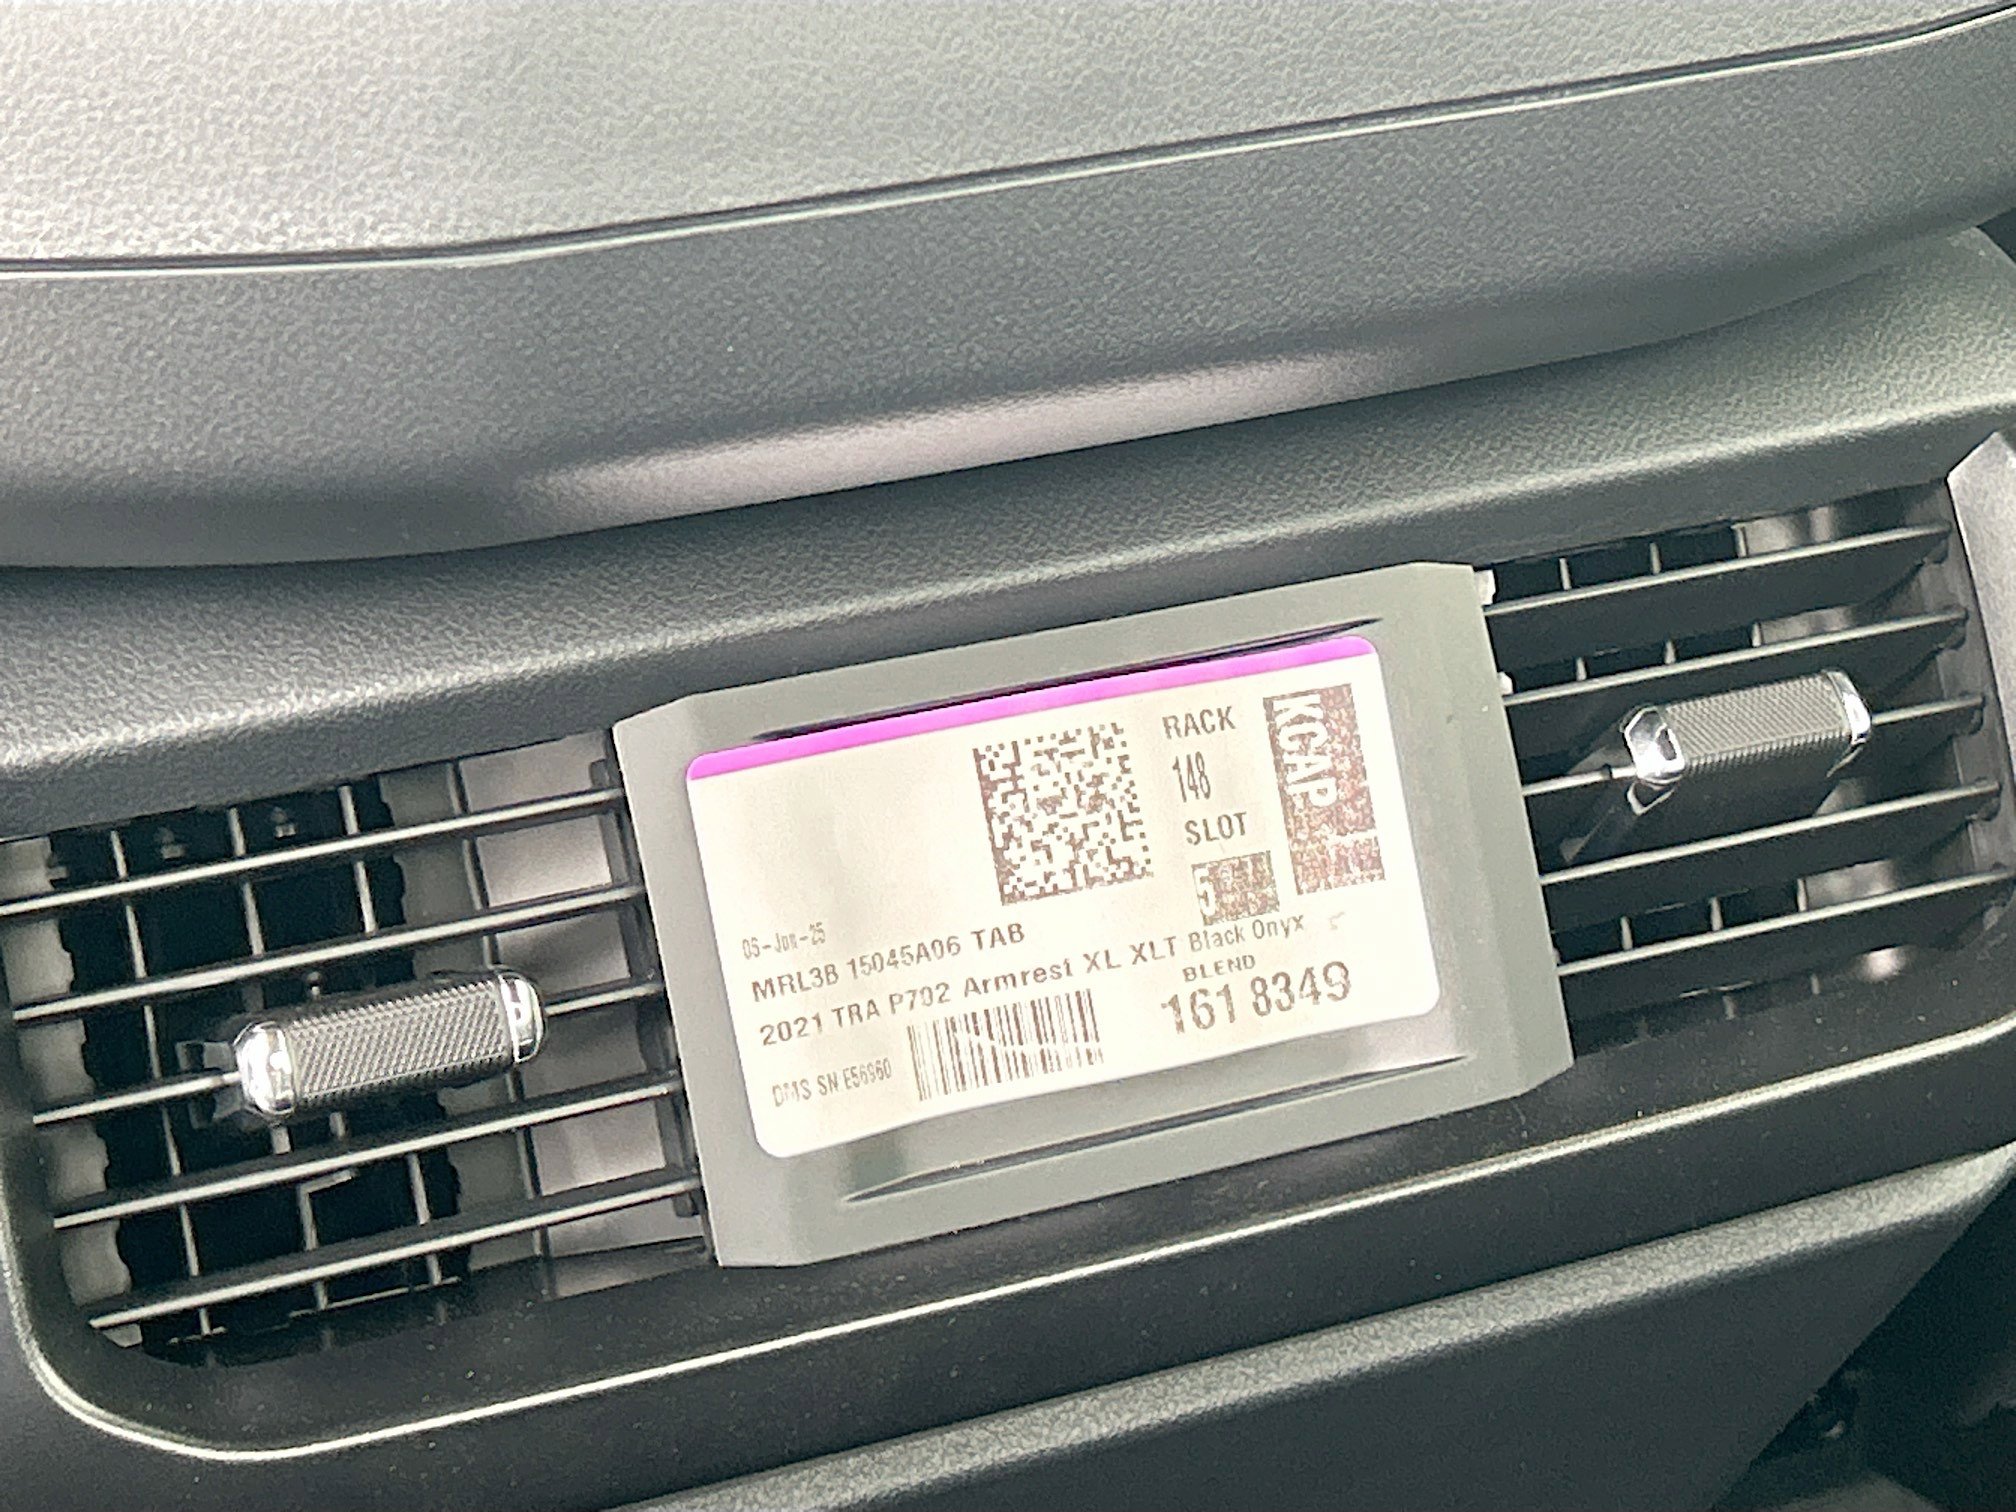 RACK
148
SLOT
5
KCAP
05-Jun-25
MRL3B 15045A06 TAB
2021 TRA P702 Armrest XL XLT Black Onyx
BLEND
DMS SN E56960
161 8349